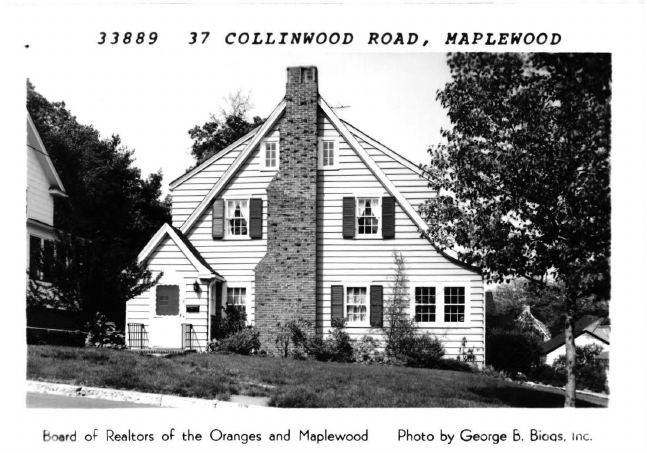 33889 37 COLLINWOOD ROAD, MAPLEWOOD
Board of Realtors of the Oranges and Maplewood Photo by George B. Biggs, Inc.